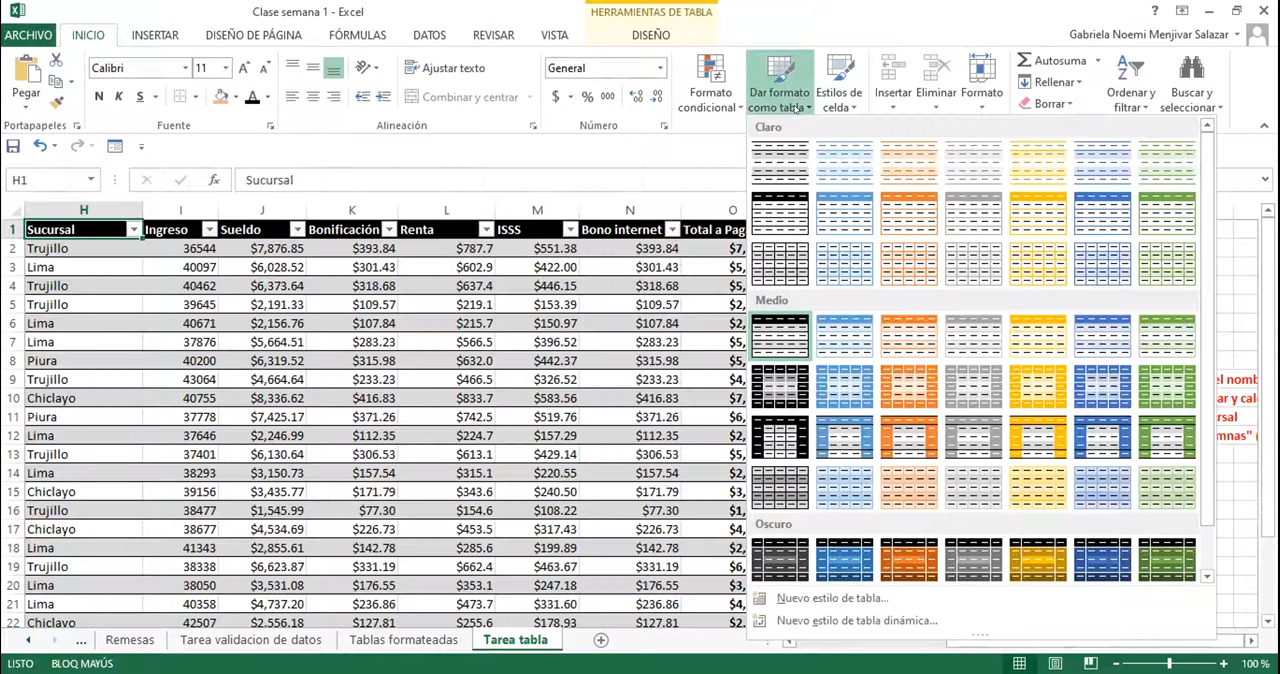 Clase semana 1 - Excel
HERRAMIENTAS DE TABLA
ARCHIVO INICIO INSERTAR DISEÑO DE PÁGINA FÓRMULAS DATOS REVISAR VISTA DISEÑO Gabriela Noemi Menjivar Salazar
Pegar
Calibri 11
N K S
Ajustar texto
Combinar y centrar
General
$ % 000
Formato condicional
Dar formato como tabla
Estilos de celda
Insertar Eliminar Formato
Autosuma
Rellenar
Borrar
Ordenar y filtrar
Buscar y seleccionar
Portapapeles Fuente Alineación Número
H1 fx Sucursal
Claro
Medio
Oscuro
Nuevo estilo de tabla...
Nuevo estilo de tabla dinámica...
H I J K L M N O
1 Sucursal Ingreso Sueldo Bonificación Renta ISSS Bono internet Total a Pag
2 Trujillo 36544 $7,876.85 $393.84 $787.7 $551.38 $393.84 $7,
3 Lima 40097 $6,028.52 $301.43 $602.9 $422.00 $301.43 $5,
4 Trujillo 40462 $6,373.64 $318.68 $637.4 $446.15 $318.68 $5,
5 Trujillo 39645 $2,191.33 $109.57 $219.1 $153.39 $109.57 $2,
6 Lima 40671 $2,156.76 $107.84 $215.7 $150.97 $107.84 $2,
7 Lima 37876 $5,664.51 $283.23 $566.5 $396.52 $283.23 $5,
8 Piura 40200 $6,319.52 $315.98 $632.0 $442.37 $315.98 $5,
9 Trujillo 43064 $4,664.64 $233.23 $466.5 $326.52 $233.23 $4, el nomb
10 Chiclayo 40755 $8,336.62 $416.83 $833.7 $583.56 $416.83 $7, ar y calc
11 Piura 37778 $7,425.17 $371.26 $742.5 $519.76 $371.26 $6, ursal
12 Lima 37646 $2,246.99 $112.35 $224.7 $157.29 $112.35 $2, mnas" (
13 Trujillo 37401 $6,130.64 $306.53 $613.1 $429.14 $306.53 $5,
14 Lima 38293 $3,150.73 $157.54 $315.1 $220.55 $157.54 $2,
15 Chiclayo 39156 $3,435.77 $171.79 $343.6 $240.50 $171.79 $3,
16 Trujillo 38477 $1,545.99 $77.30 $154.6 $108.22 $77.30 $1,
17 Chiclayo 38677 $4,534.69 $226.73 $453.5 $317.43 $226.73 $4,
18 Lima 41343 $2,855.61 $142.78 $285.6 $199.89 $142.78 $2,
19 Trujillo 38353 $6,623.87 $331.19 $662.4 $463.67 $331.19 $6,
20 Lima 38050 $3,531.08 $176.55 $353.1 $247.18 $176.55 $3,
21 Lima 40358 $4,737.20 $236.86 $473.7 $331.60 $236.86 $4,
22 Chiclayo 42507 $2,556.18 $127.81 $255.6 $178.93 $127.81 $2,
... Remesas Tarea validacion de datos Tablas formateadas Tarea tabla
LISTO BLOQ MAYÚS 100 %